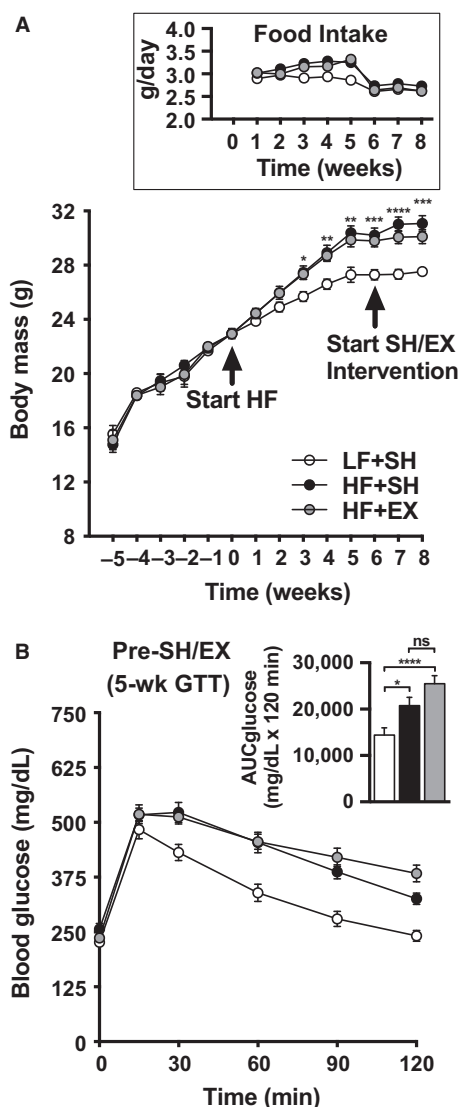 A
Food Intake
g/day
3.5
3.0
2.5
2.0
0 1 2 3 4 5 6 7 8
Time (weeks)
Body mass (g)
32
28
24
20
16
12
8
* ** ** *** **** ***
Start HF
Start SH/EX
Intervention
LF+SH
HF+SH
HF+EX
–5 –4 –3 –2 –1 0 1 2 3 4 5 6 7 8
Time (weeks)
B
Pre-SH/EX
(5-wk GTT)
Blood glucose (mg/dL)
750
625
500
375
250
125
0
0 30 60 90 120
Time (min)
AUCglucose
(mg/dL x 120 min)
30,000
20,000
10,000
0
ns
****
*